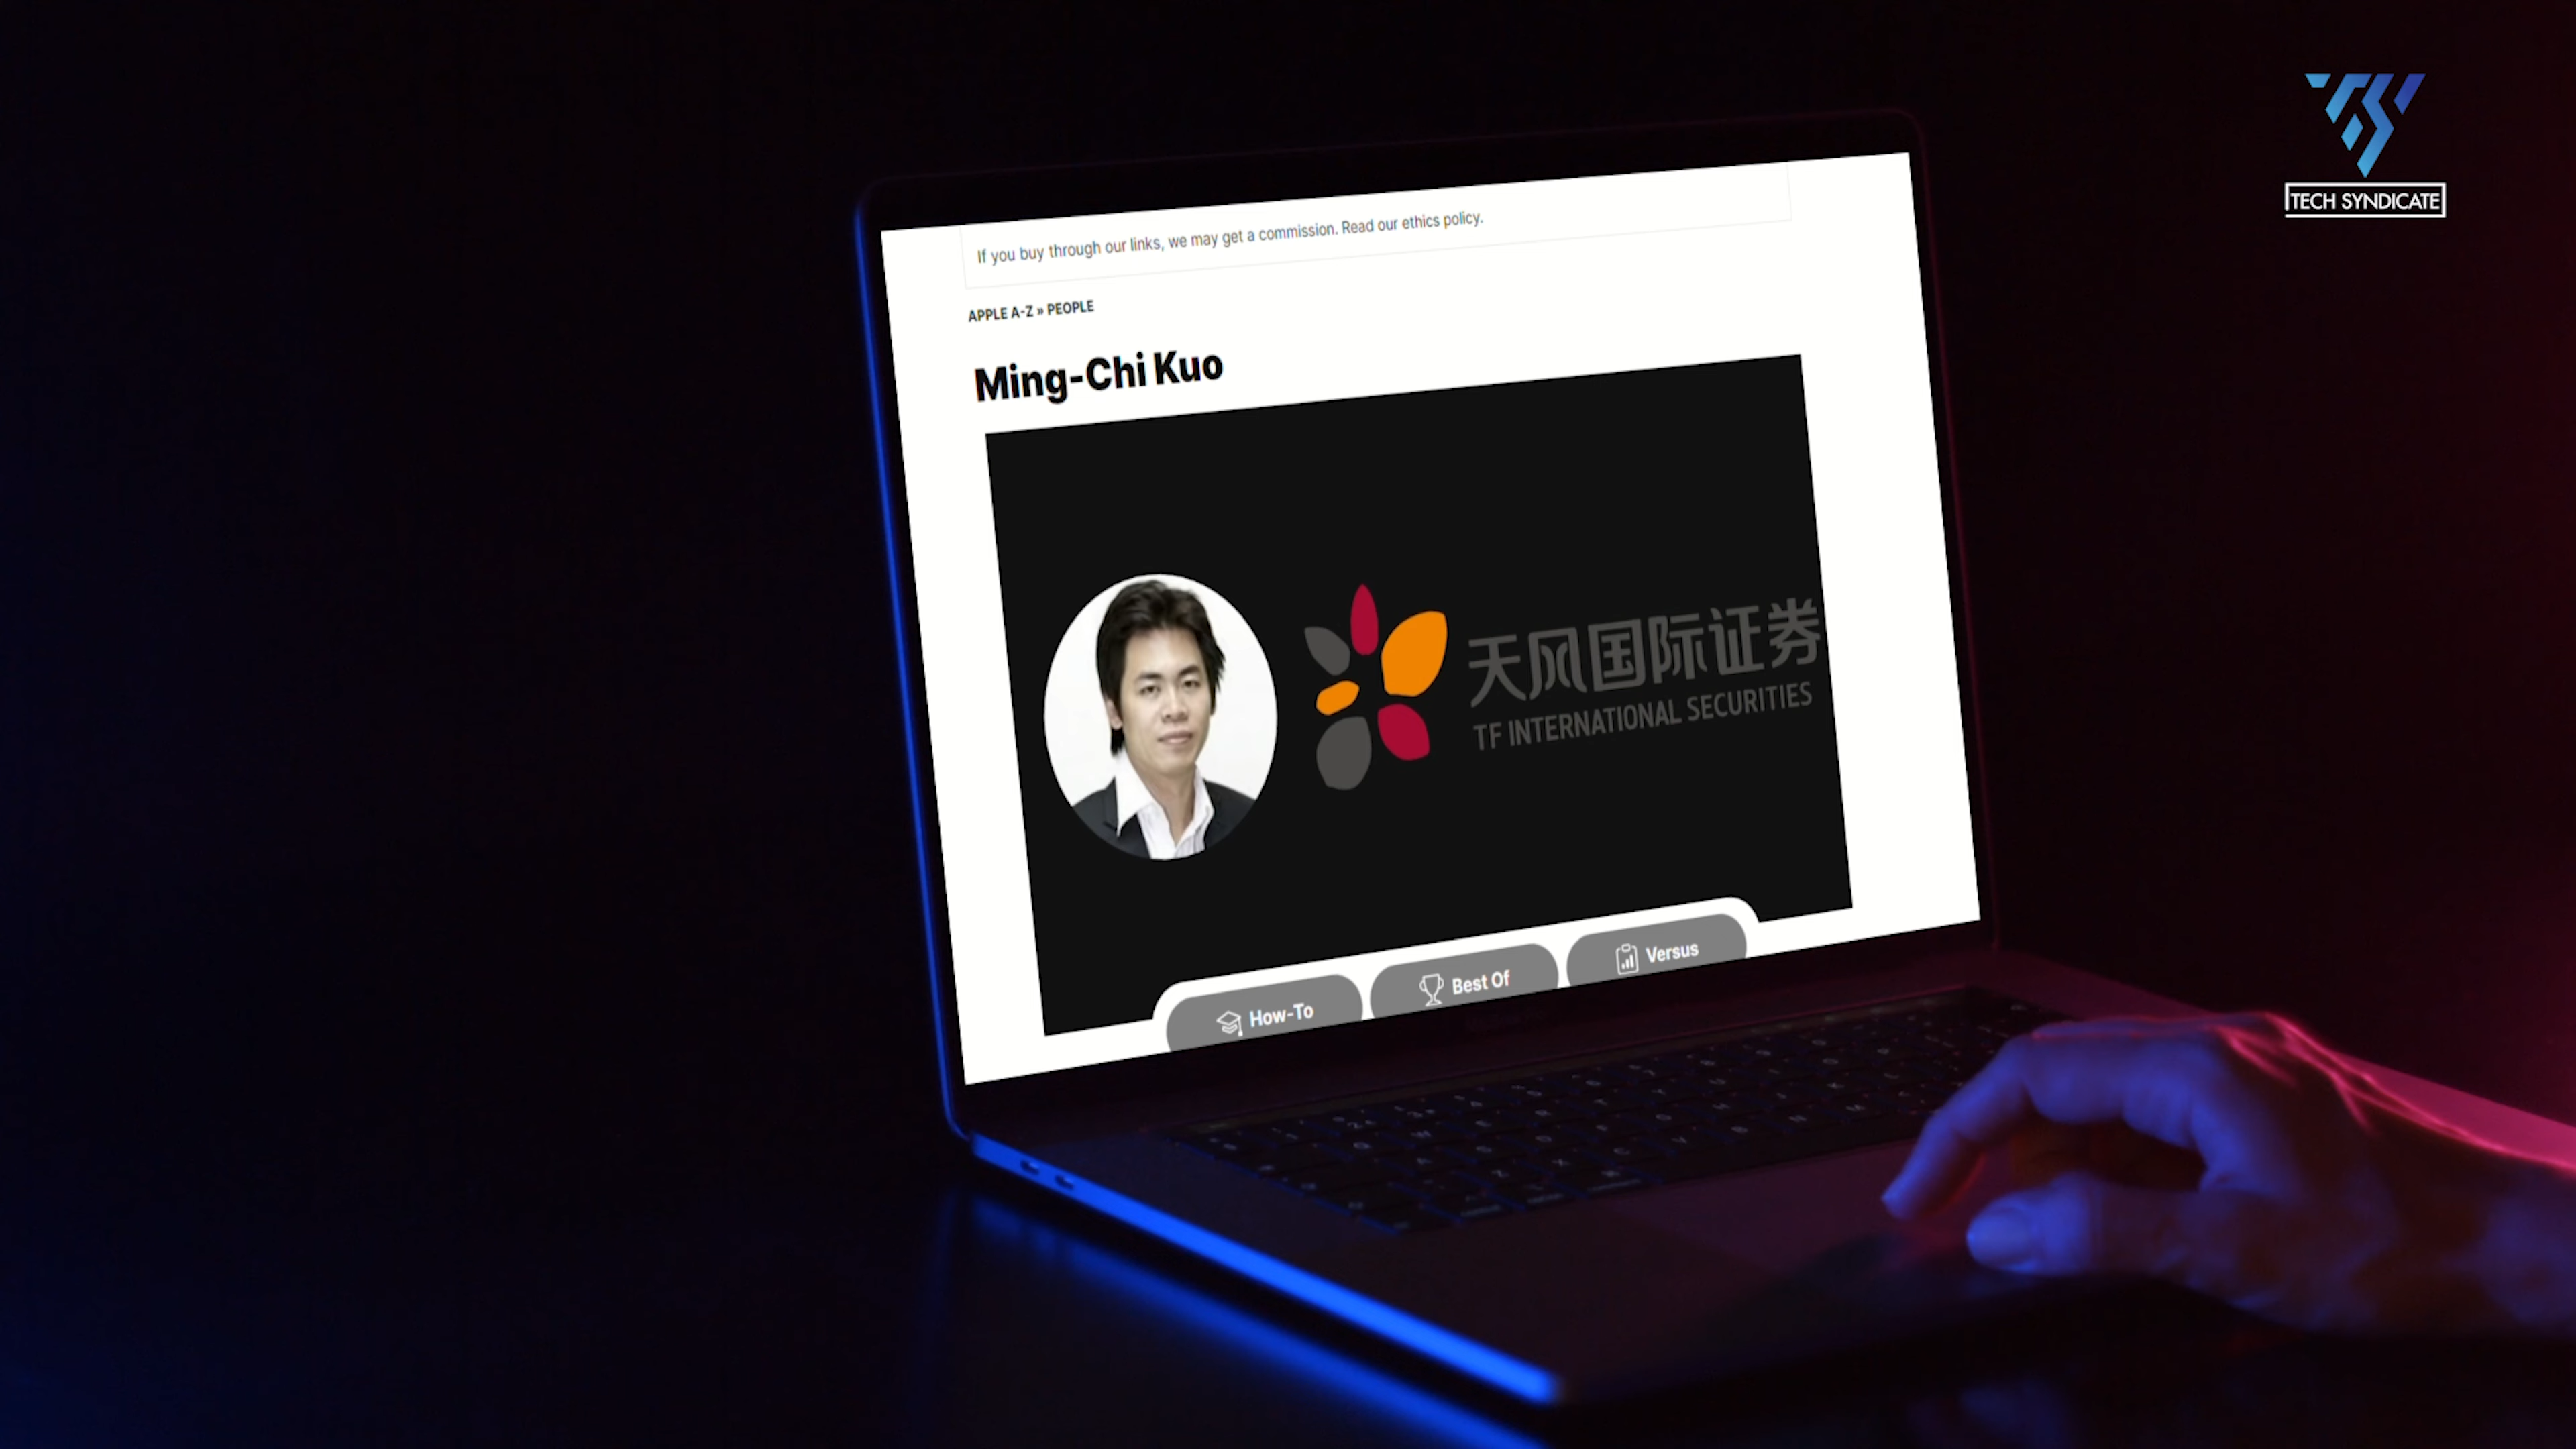 TECH SYNDICATE
If you buy through our links, we may get a commission. Read our ethics policy.
APPLE A-Z » PEOPLE
Ming-Chi Kuo
天风国际证券
TF INTERNATIONAL SECURITIES
How-To
Best Of
Versus